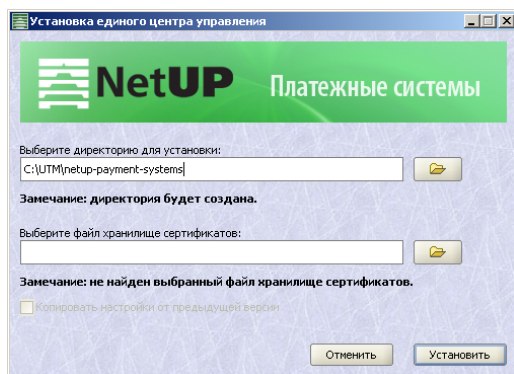 Установка единого центра управления
NetUP Платежные системы
Выберите директорию для установки:
C:\UTM\netup-payment-systems
Замечание: директория будет создана.
Выберите файл хранилище сертификатов:
Замечание: не найден выбранный файл хранилище сертификатов.
Копировать настройки от предыдущей версии
Отменить Установить